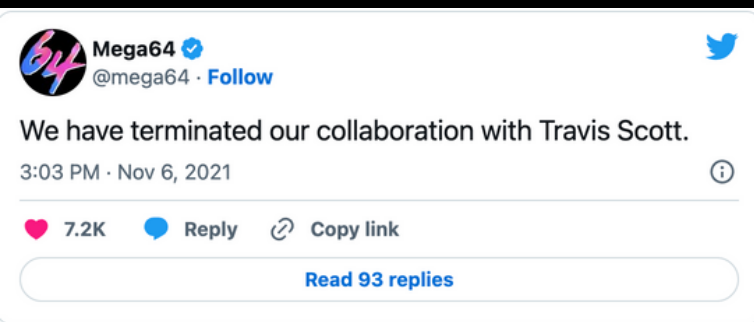 64
Mega64
@mega64 · Follow
We have terminated our collaboration with Travis Scott.
3:03 PM · Nov 6, 2021
7.2K Reply Copy link
Read 93 replies